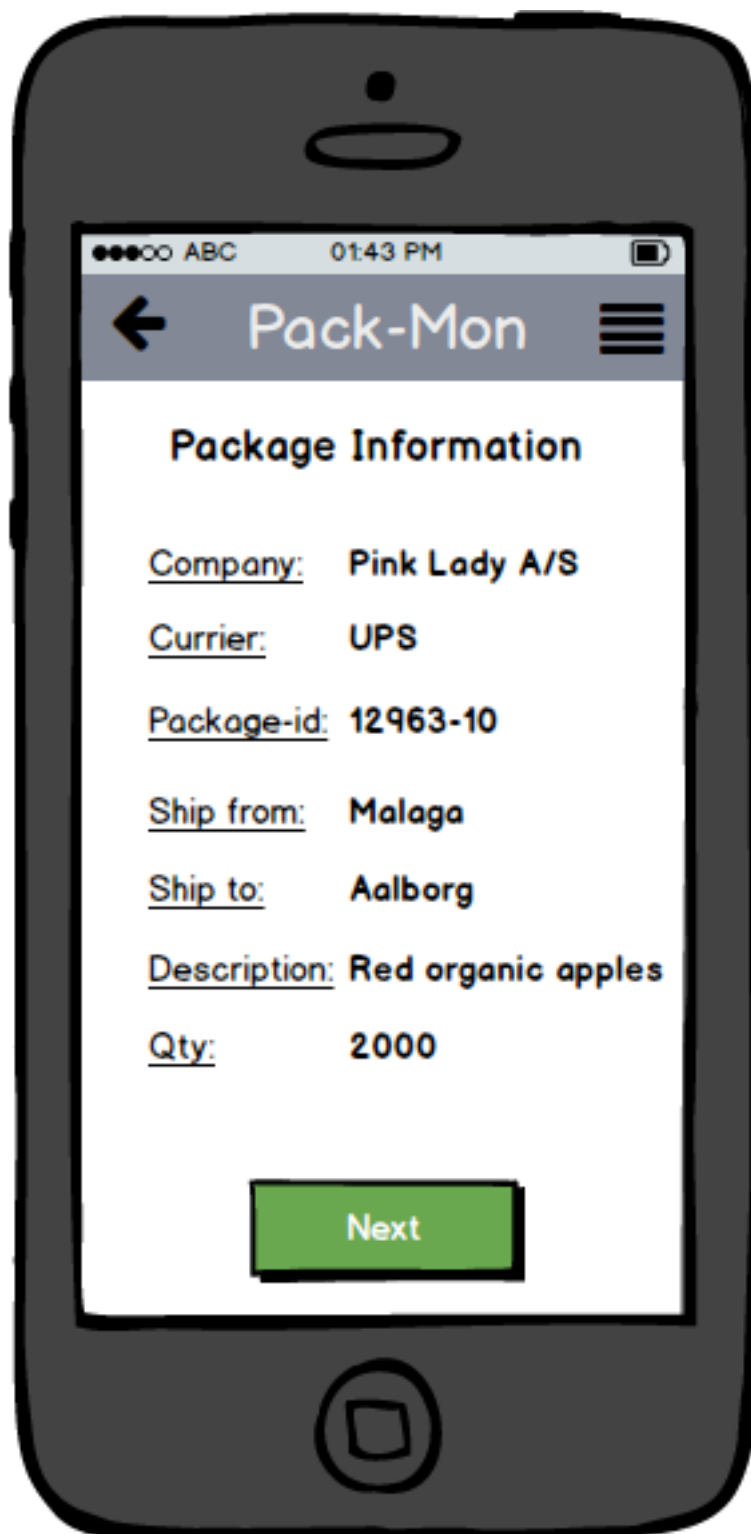 ABC 01:43 PM
Pack-Mon
Package Information
Company: Pink Lady A/S
Currier: UPS
Package-id: 12963-10
Ship from: Malaga
Ship to: Aalborg
Description: Red organic apples
Qty: 2000
Next